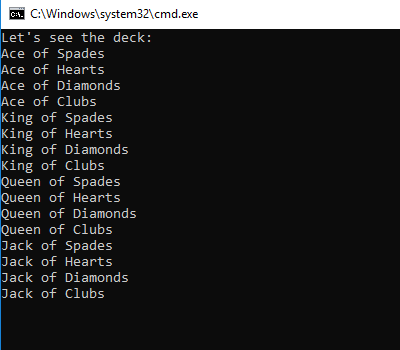 C:\Windows\system32\cmd.exe
Let's see the deck:
Ace of Spades
Ace of Hearts
Ace of Diamonds
Ace of Clubs
King of Spades
King of Hearts
King of Diamonds
King of Clubs
Queen of Spades
Queen of Hearts
Queen of Diamonds
Queen of Clubs
Jack of Spades
Jack of Hearts
Jack of Diamonds
Jack of Clubs